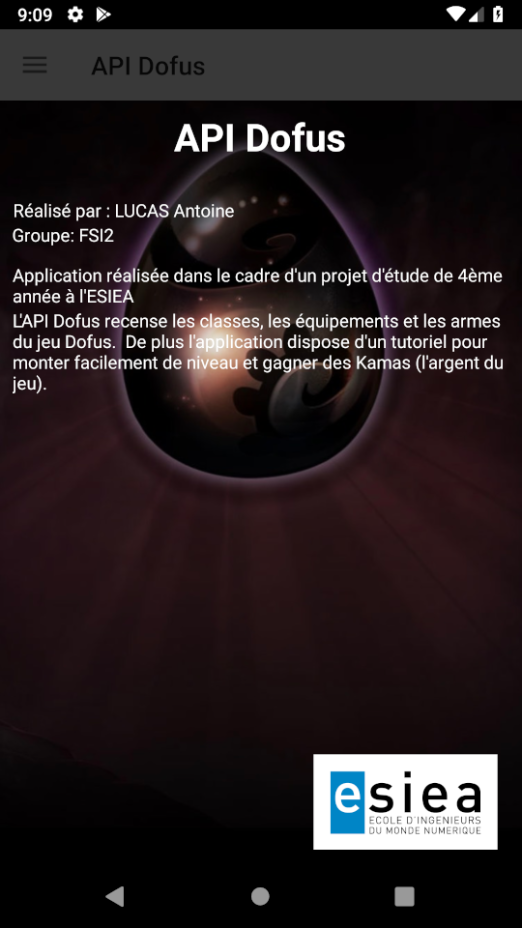 9:09
API Dofus
API Dofus
Réalisé par : LUCAS Antoine
Groupe: FSI2
Application réalisée dans le cadre d'un projet d'étude de 4ème
année à l'ESIEA
L'API Dofus recense les classes, les équipements et les armes
du jeu Dofus.  De plus l'application dispose d'un tutoriel pour
monter facilement de niveau et gagner des Kamas (l'argent du
jeu).
esiea
ECOLE D'INGENIEURS
DU MONDE NUMERIQUE